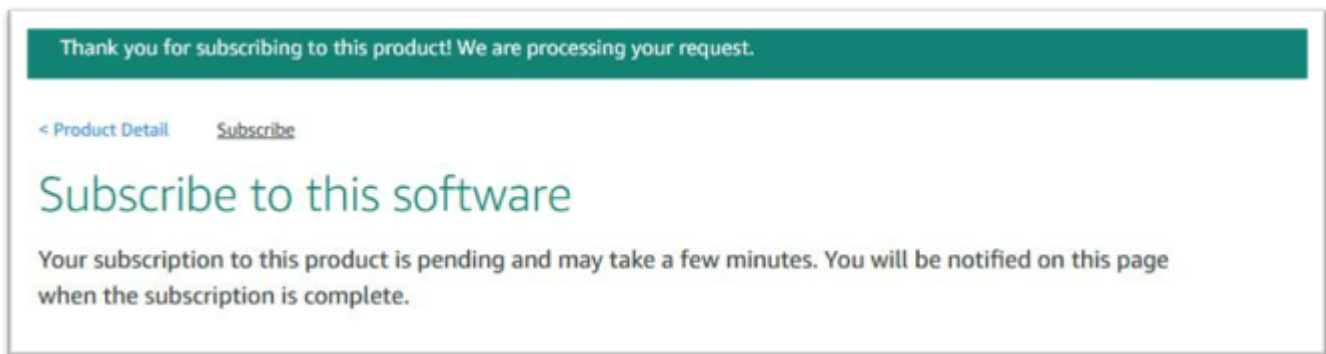 Thank you for subscribing to this product! We are processing your request.
< Product Detail Subscribe
Subscribe to this software
Your subscription to this product is pending and may take a few minutes. You will be notified on this page
when the subscription is complete.